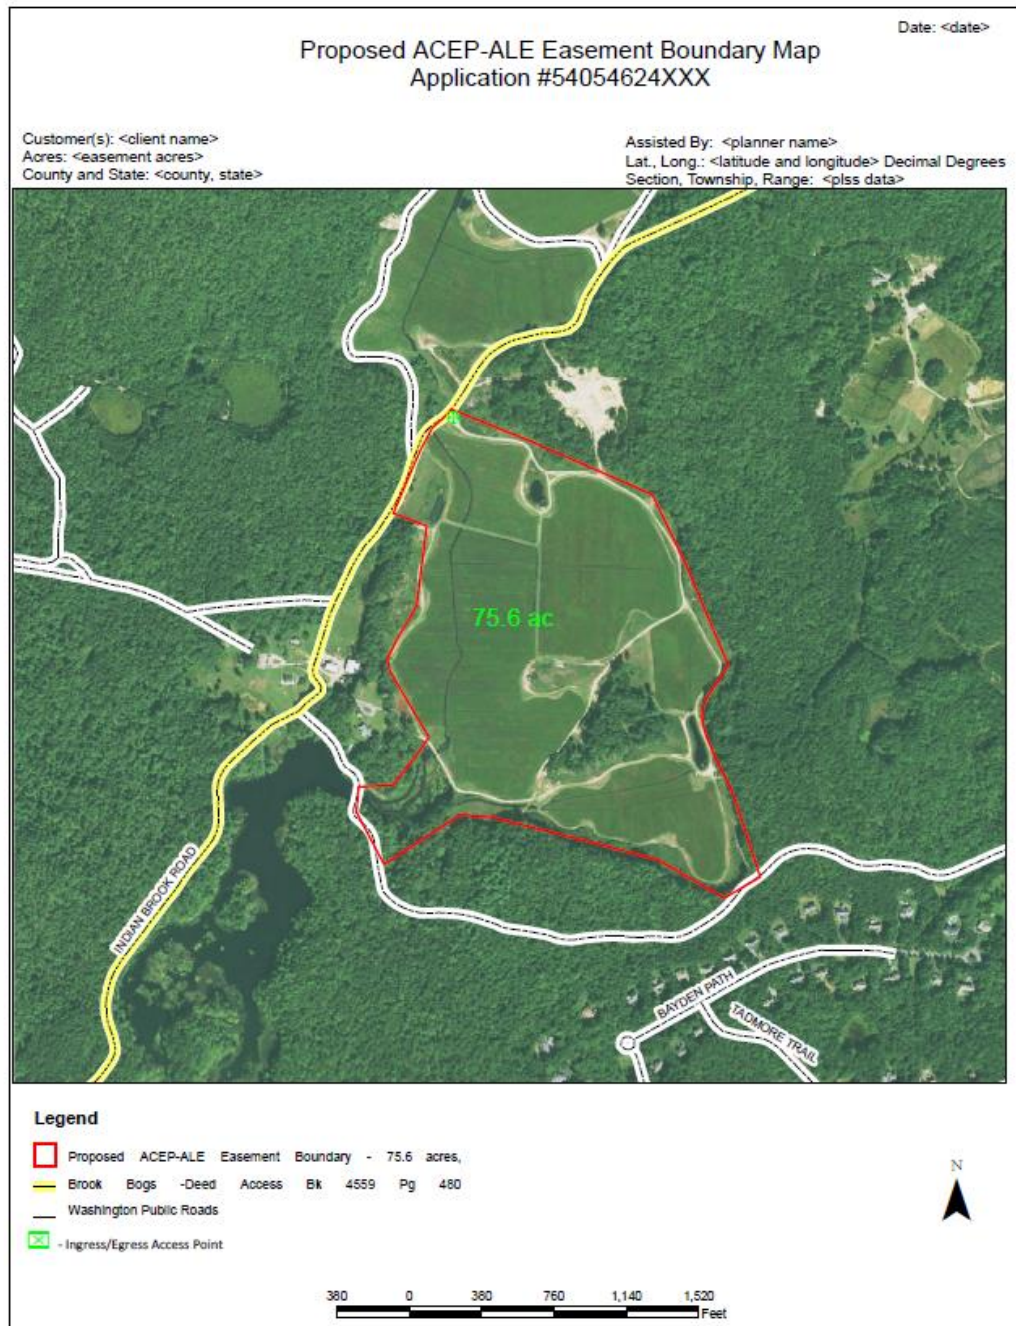 Date: <date>
Proposed ACEP-ALE Easement Boundary Map
Application #54054624XXX
Customer(s): <client name>
Acres: <easement acres>
County and State: <county, state>
Assisted By: <planner name>
Lat., Long.: <latitude and longitude> Decimal Degrees
Section, Township, Range: <plss data>
75.6 ac
INDIAN BROOK ROAD
BAYDEN PATH
TADMORE TRAIL
Legend
Proposed ACEP-ALE Easement Boundary - 75.6 acres,
Brook Bogs -Deed Access Bk 4559 Pg 480
Washington Public Roads
- Ingress/Egress Access Point
N
380 0 380 760 1,140 1,520
Feet